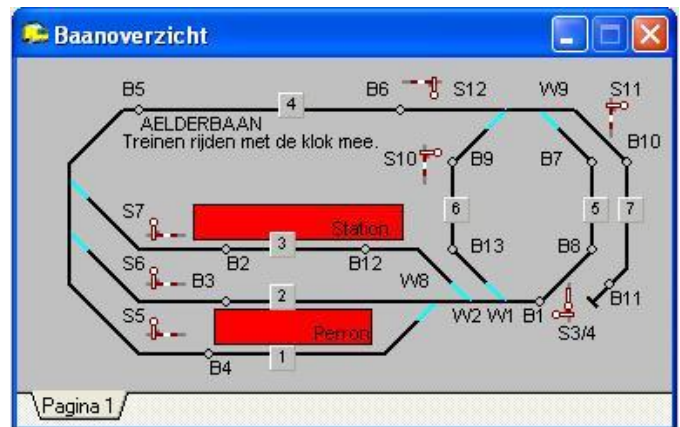 Baanoverzicht
B5 B6 S12 W9 S11
4
AELDERBAAN
Treinen rijden met de klok mee.
S10 B9 B7 B10
S7 6 5 7
Station
3
B2 B12 B13 B8
S6 B3 W8
2 B11
S5 W2 W1 B1
Perron S3/4
B4 1
Pagina 1